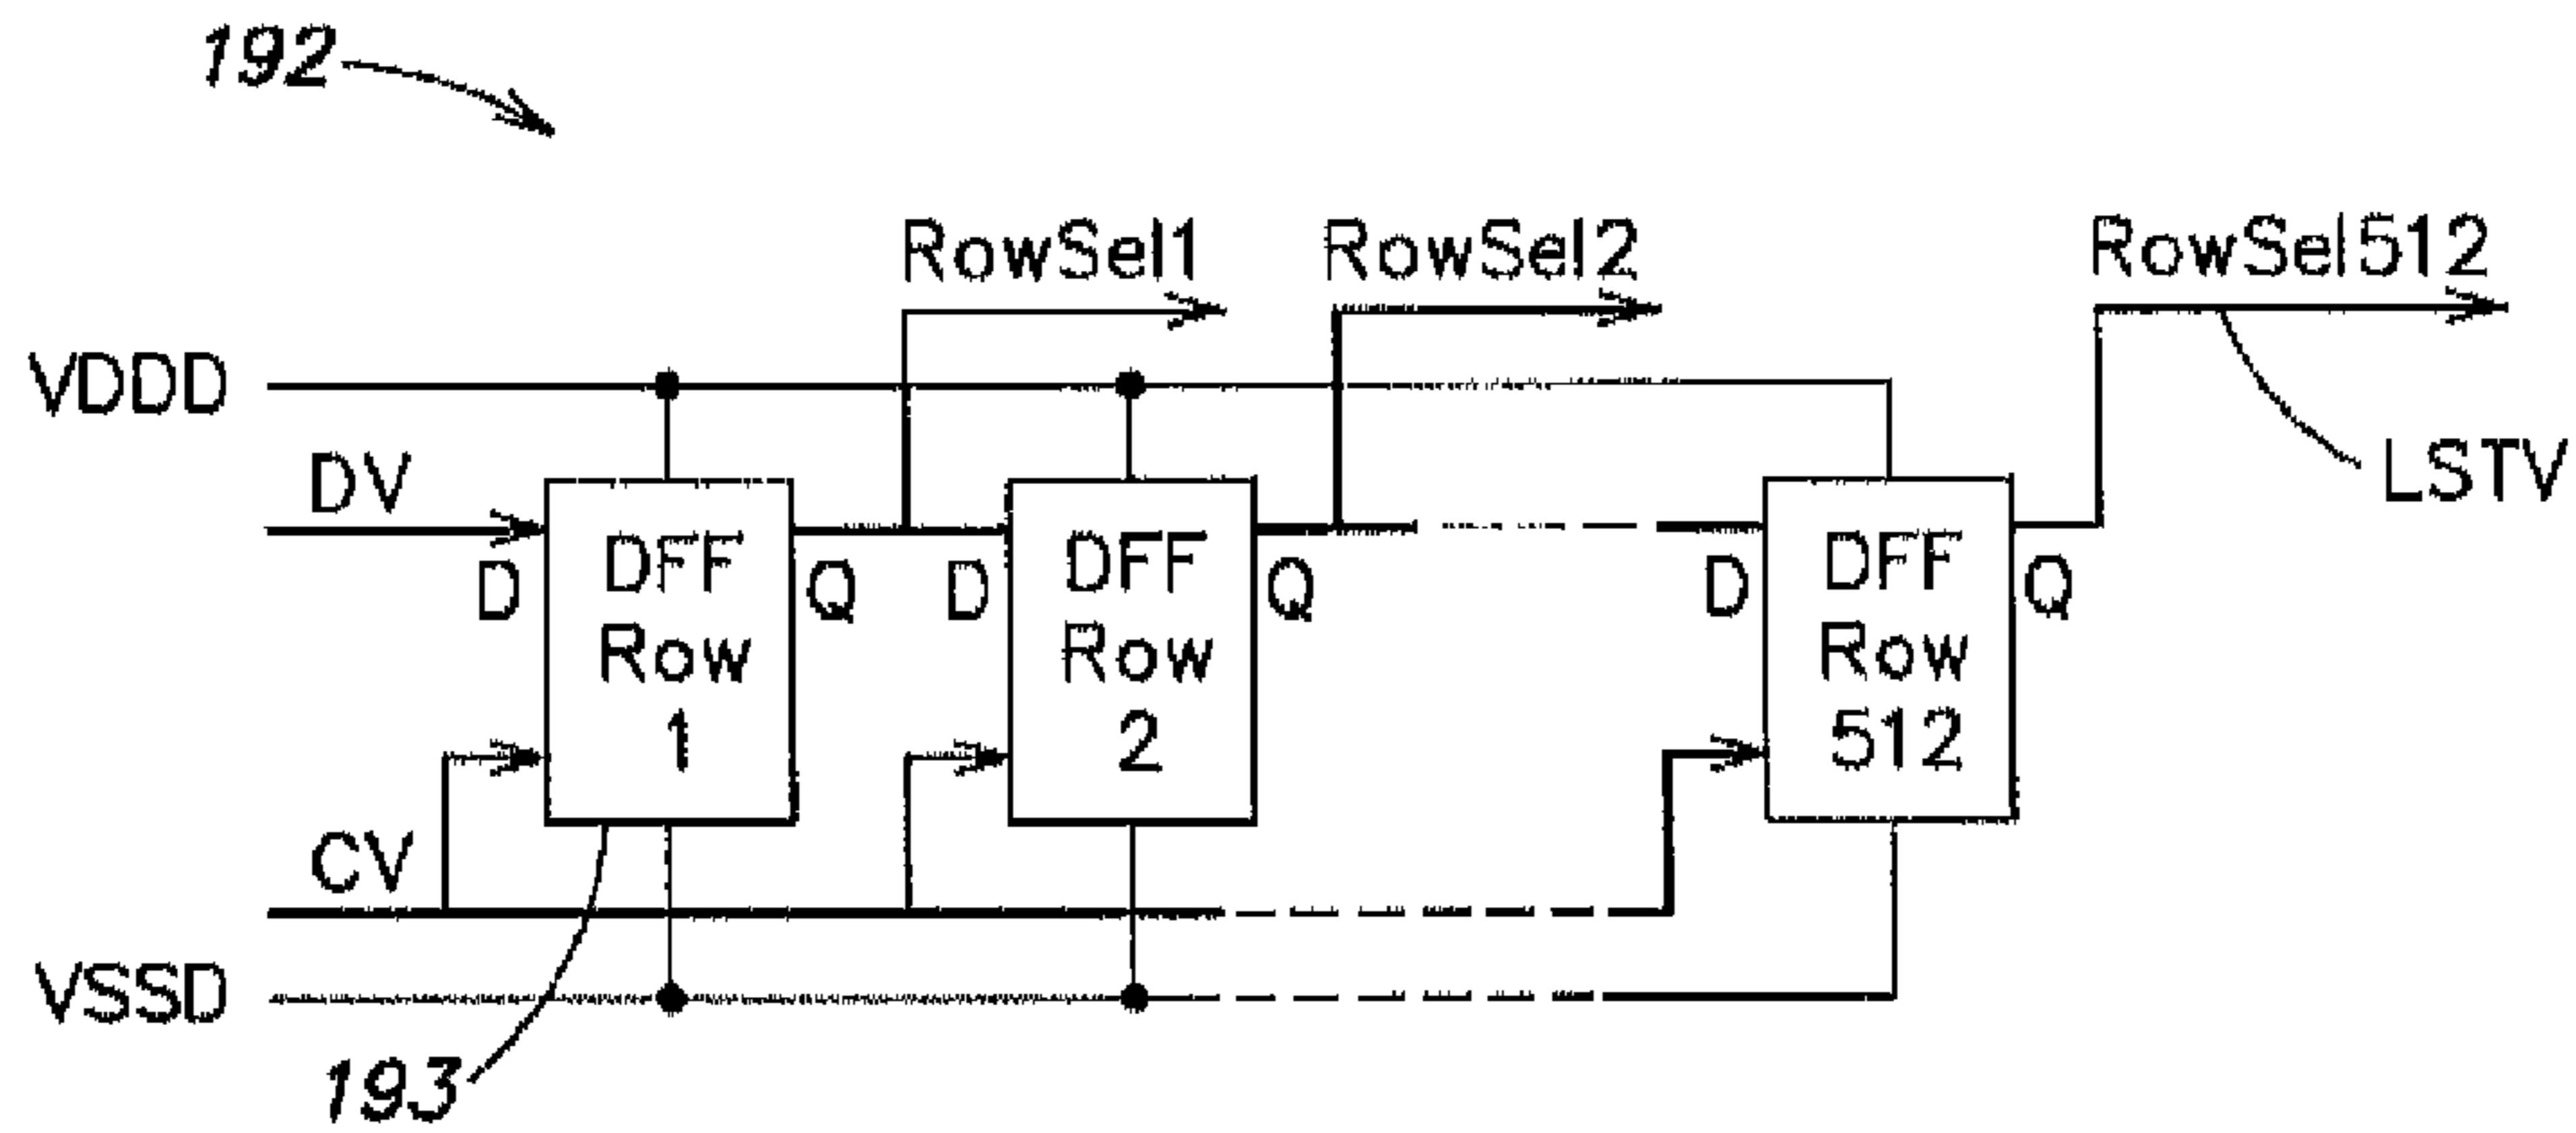 192
RowSel1 RowSel2 RowSel512
VDDD
DV
LSTV
D DFF Q D DFF Q D DFF Q
Row Row Row
1 2 512
CV
VSSD
193